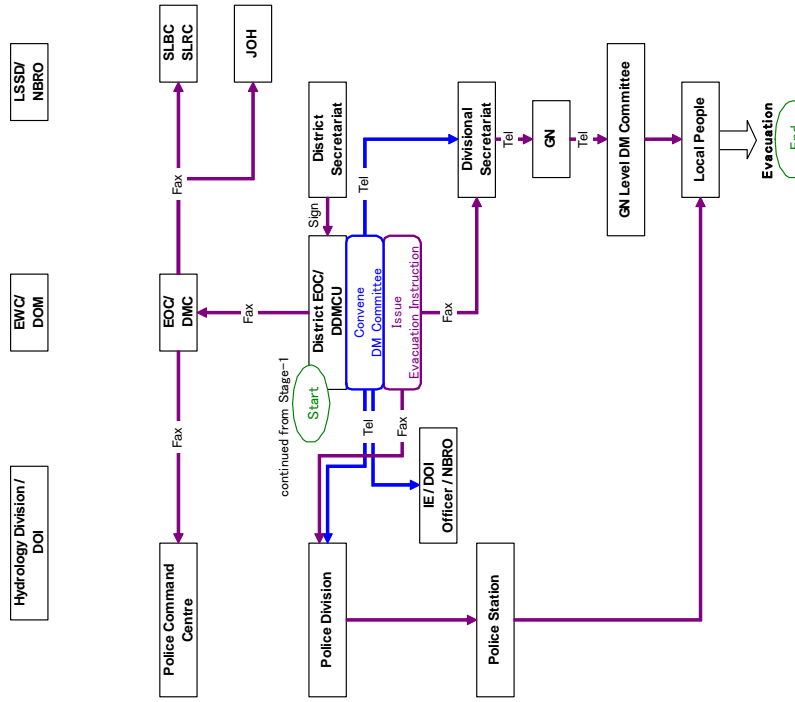 Hydrology Division /
DOI
EWC/
DOM
LSSD/
NBRO
Police Command
Centre
Fax
EOC/
DMC
Fax
SLBC
SLRC
JOH
Fax
continued from Stage-1
Start
Police Division
District EOC/
DDMCU
Sign
District
Secretariat
Convene
DM Committee
Tel
Tel
Issue
Evacuation Instruction
Fax
Fax
IE / DOI
Officer / NBRO
Police Station
Divisional
Secretariat
Tel
GN
Tel
GN Level DM Committee
Local People
Evacuation
End